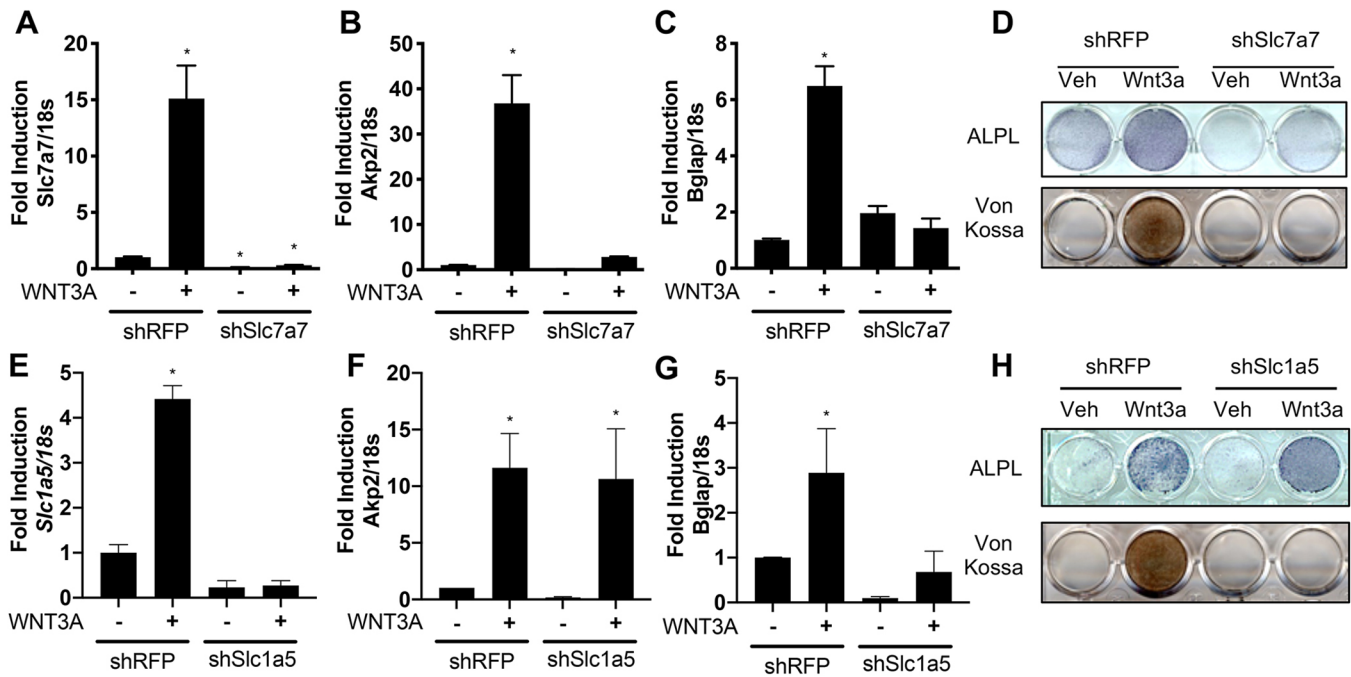 A
Fold Induction
Slc7a7/18s
20
15
10
5
0
*
*
*
WNT3A - + - +
shRFP shSlc7a7
B
Fold Induction
Akp2/18s
50
40
30
20
10
0
*
WNT3A - + - +
shRFP shSlc7a7
C
Fold Induction
Bglap/18s
8
6
4
2
0
*
WNT3A - + - +
shRFP shSlc7a7
D
shRFP shSlc7a7
Veh Wnt3a Veh Wnt3a
ALPL
Von
Kossa
E
Fold Induction
Slc1a5/18s
5
4
3
2
1
0
*
WNT3A - + - +
shRFP shSlc1a5
F
Fold Induction
Akp2/18s
20
15
10
5
0
*
*
WNT3A - + - +
shRFP shSlc1a5
G
Fold Induction
Bglap/18s
5
4
3
2
1
0
*
WNT3A - + - +
shRFP shSlc1a5
H
shRFP shSlc1a5
Veh Wnt3a Veh Wnt3a
ALPL
Von
Kossa